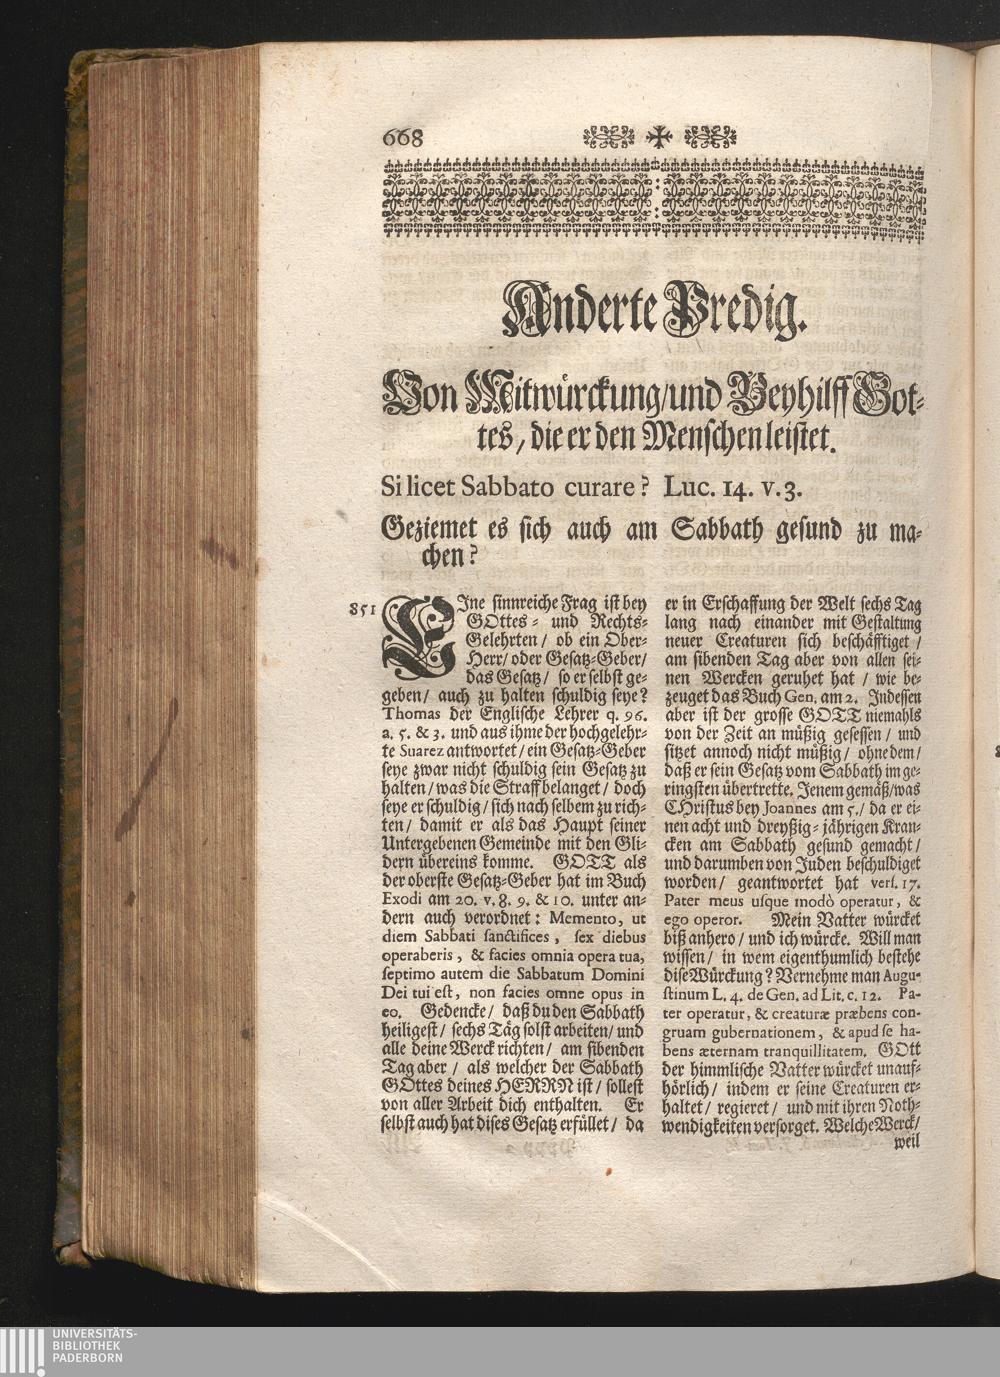 668
Anderte Predig.
Von Mitwürckung/und Beyhilff Got-
tes, die er den Menschen leistet.
Si licet Sabbato curare? Luc. 14. v. 3.
Geziemet es sich auch am Sabbath gesund zu ma-
chen?
851
EIne sinnreiche Frag ist bey
GOttes- und Rechts-
Gelehrten/ ob ein Ober-
Herr/ oder Gesatz-Geber/
das Gesatz/ so er selbst ge-
geben/ auch zu halten schuldig seye?
Thomas der Englische Lehrer q. 96.
a. 5. & 3. und aus ihme der hochgelehr-
te Suarez antwortet/ ein Gesatz-Geber
seye zwar nicht schuldig sein Gesatz zu
halten/ was die Straff belanget/ doch
seye er schuldig/ sich nach selbem zu rich-
ten/ damit er als das Haupt seiner
Untergebenen Gemeinde mit den Gli-
dern übereins komme. GOTT als
der oberste Gesatz-Geber hat im Buch
Exodi am 20. v. 8. 9. & 10. unter an-
dern auch verordnet: Memento, ut
diem Sabbati sanctifices, sex diebus
operaberis, & facies omnia opera tua,
septimo autem die Sabbatum Domini
Dei tui est, non facies omne opus in
eo. Gedencke/ daß du den Sabbath
heiligest/ sechs Täg solst arbeiten/ und
alle deine Werck richten/ am sibenden
Tag aber/ als welcher der Sabbath
GOttes deines HERRN ist/ sollest
von aller Arbeit dich enthalten. Er
selbst auch hat dises Gesatz erfüllet/ da
er in Erschaffung der Welt sechs Tag
lang nach einander mit Gestaltung
neuer Creaturen sich beschäfftiget/
am sibenden Tag aber von allen sei-
nen Wercken geruhet hat/ wie be-
zeuget das Buch Gen. am 2. Indessen
aber ist der grosse GOTT niemahls
von der Zeit an müßig gesessen/ und
sitzet annoch nicht müßig/ ohne dem/
daß er sein Gesatz vom Sabbath im ge-
ringsten übertrette. Jenem gemäß/was
CHristus bey Joannes am 5./ da er ei-
nen acht und dreyßig-jährigen Kran-
cken am Sabbath gesund gemacht/
und darumben von Juden beschuldiget
worden/ geantwortet hat vers. 17.
Pater meus usque modò operatur, &
ego operor. Mein Vatter würcket
biß anhero/ und ich würcke. Will man
wissen/ in wem eigenthumlich bestehe
dise Würckung? Vernehme man Augu-
stinum L. 4. de Gen. ad Lit. c. 12. Pa-
ter operatur, & creaturæ præbens con-
gruam gubernationem, & apud se ha-
bens æternam tranquillitatem. GOtt
der himmlische Vatter würcket unauf-
hörlich/ indem er seine Creaturen er-
haltet/ regieret/ und mit ihren Noth-
wendigkeiten versorget. Welche Werck/
weil
UNIVERSITÄTS-
BIBLIOTHEK
PADERBORN